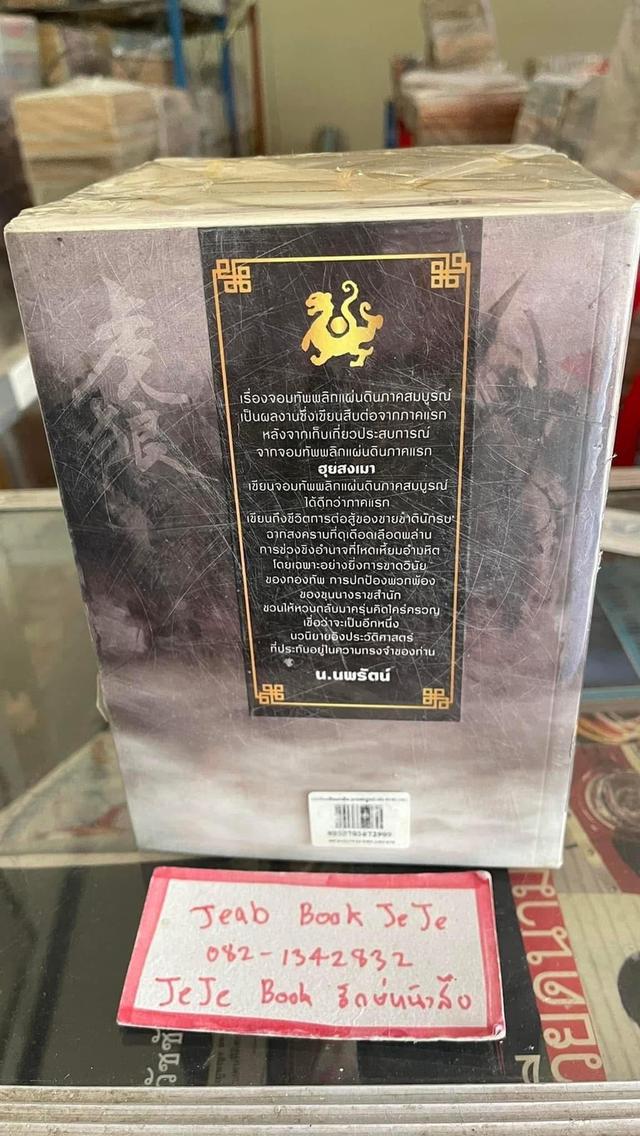 เรื่องจอมทัพพลิกแผ่นดินภาคสมบูรณ์
เป็นผลงานซึ่งเขียนสืบต่อจากภาคแรก
หลังจากเก็บเกี่ยวประสบการณ์
จากจอมทัพพลิกแผ่นดินภาคแรก
ฮุยสงเมา
เขียนจอมทัพพลิกแผ่นดินภาคสมบูรณ์
ได้ดีกว่าภาคแรก
เขียนถึงชีวิตการต่อสู้ของชายชาตินักรบ
ฉากสงครามที่ดุเดือดเลือดพล่าน
การช่วงชิงอำนาจที่โหดเหี้ยมอำมหิต
โดยเฉพาะอย่างยิ่งการขาดวินัย
ของกองทัพ การปกป้องพวกพ้อง
ของขุนนางราชสำนัก
ชวนให้หวนกลับมาครุ่นคิดใคร่ครวญ
เชื่อว่าจะเป็นอีกหนึ่ง
นวนิยายอิงประวัติศาสตร์
ที่ประทับอยู่ในความทรงจำของท่าน
น.นพรัตน์
Jeab Book JeJe
082-1342832
JeJe Book รักษ์หนังสือ